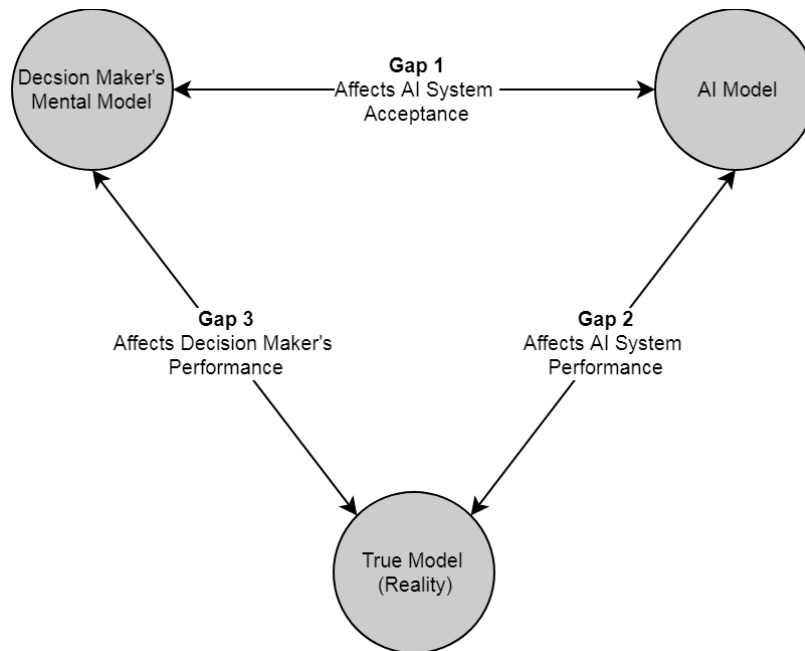 Decsion Maker's
Mental Model
Gap 1
Affects AI System
Acceptance
AI Model
Gap 3
Affects Decision Maker's
Performance
Gap 2
Affects AI System
Performance
True Model
(Reality)